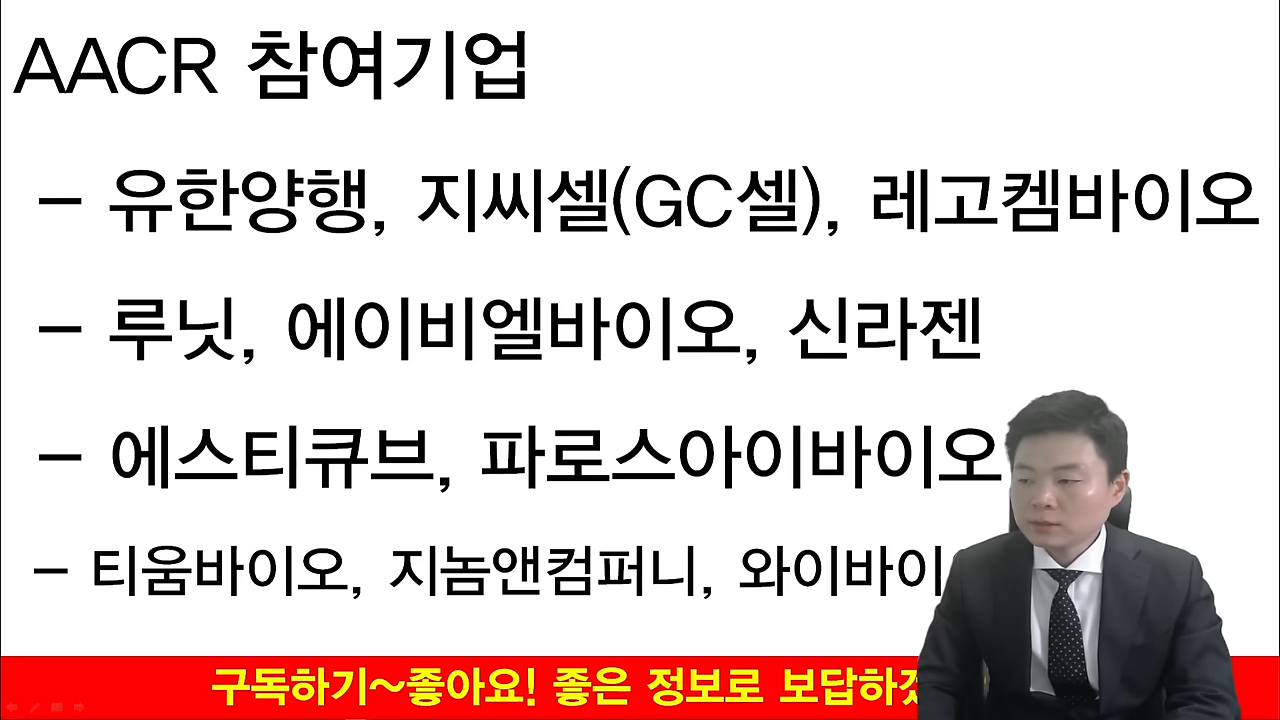 AACR 참여기업
- 유한양행, 지씨셀(GC셀), 레고켐바이오
- 루닛, 에이비엘바이오, 신라젠
- 에스티큐브, 파로스아이바이오
- 티움바이오, 지놈앤컴퍼니, 와이바이
구독하기~좋아요! 좋은 정보로 보답하겠